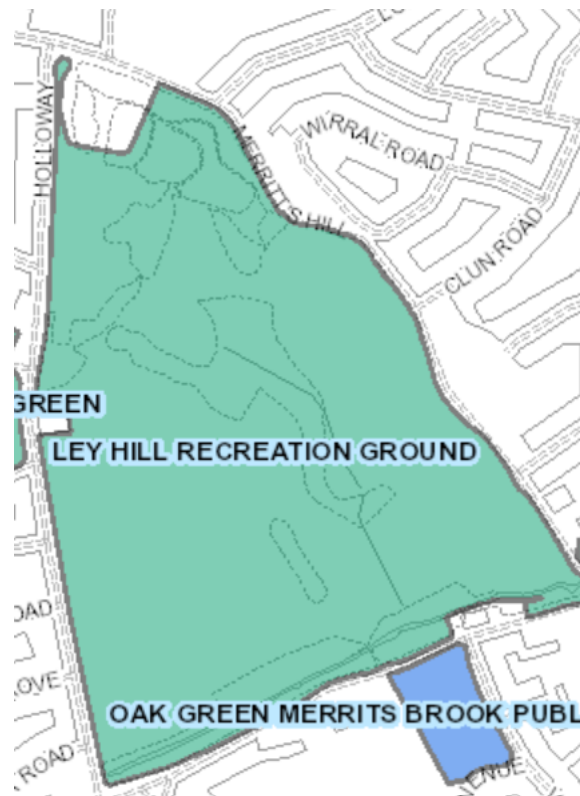 HOLLOWAY
MERRITT'S HILL
WIRRAL ROAD
CLUN ROAD
GREEN
LEY HILL RECREATION GROUND
OAD
OVE
OAK GREEN MERRITS BROOK PUBL
ROAD
ENUE